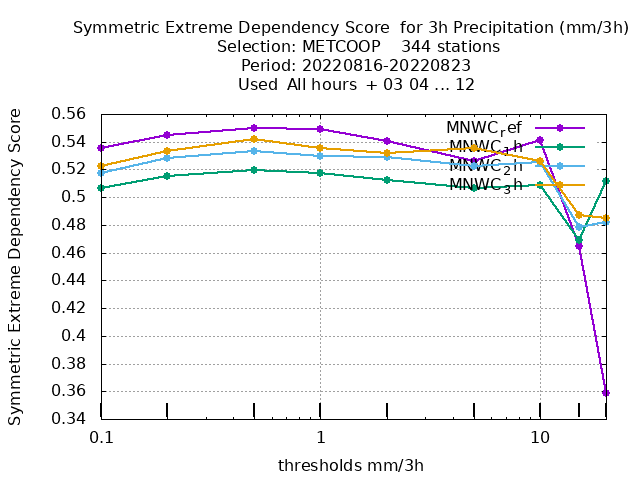 Symmetric Extreme Dependency Score  for 3h Precipitation (mm/3h)
Selection: METCOOP    344 stations
Period: 20220816-20220823
Used  All hours  + 03 04 ... 12
Symmetric Extreme Dependency Score
0.56
0.54
0.52
0.5
0.48
0.46
0.44
0.42
0.4
0.38
0.36
0.34
MNWC_ref
MNWC_1h
MNWC_2h
MNWC_3h
0.1
1
10
thresholds mm/3h